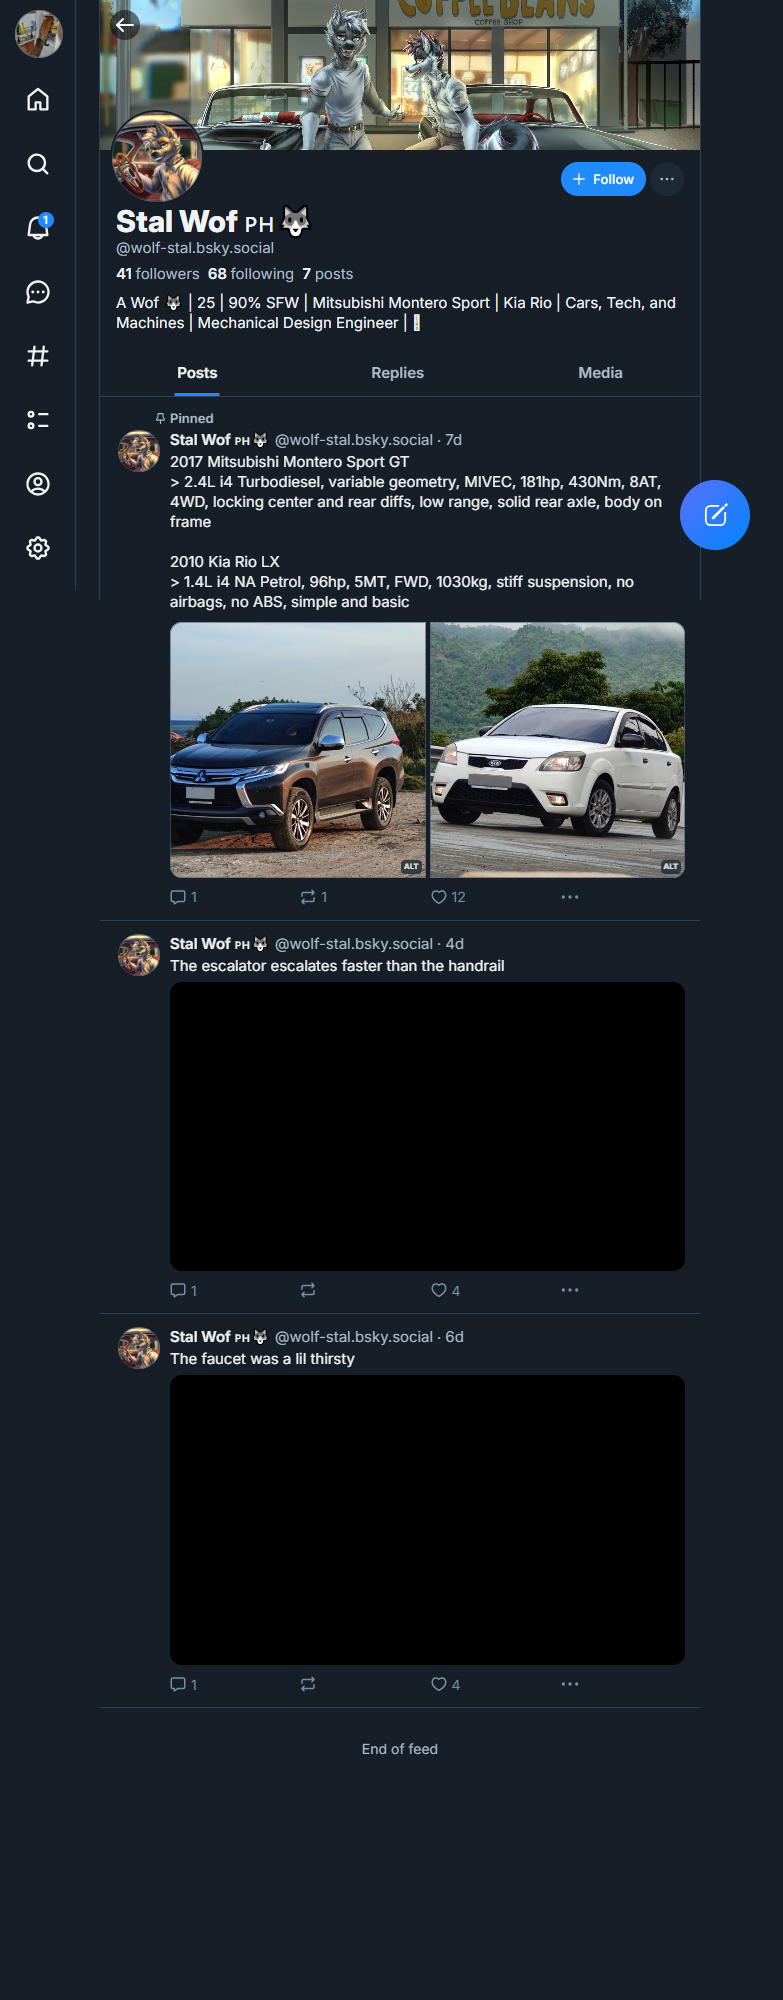 COFFEE BEANS
COFFEE SHOP
Follow
Stal Wof PH 🐺
@wolf-stal.bsky.social
41 followers 68 following 7 posts
A Wof 🐺 | 25 | 90% SFW | Mitsubishi Montero Sport | Kia Rio | Cars, Tech, and
Machines | Mechanical Design Engineer |
1
Posts Replies Media
Pinned
Stal Wof PH 🐺 @wolf-stal.bsky.social · 7d
2017 Mitsubishi Montero Sport GT
> 2.4L i4 Turbodiesel, variable geometry, MIVEC, 181hp, 430Nm, 8AT,
4WD, locking center and rear diffs, low range, solid rear axle, body on
frame
2010 Kia Rio LX
> 1.4L i4 NA Petrol, 96hp, 5MT, FWD, 1030kg, stiff suspension, no
airbags, no ABS, simple and basic
KIA
ALT ALT
1 1 12
Stal Wof PH 🐺 @wolf-stal.bsky.social · 4d
The escalator escalates faster than the handrail
1 4
Stal Wof PH 🐺 @wolf-stal.bsky.social · 6d
The faucet was a lil thirsty
1 4
End of feed